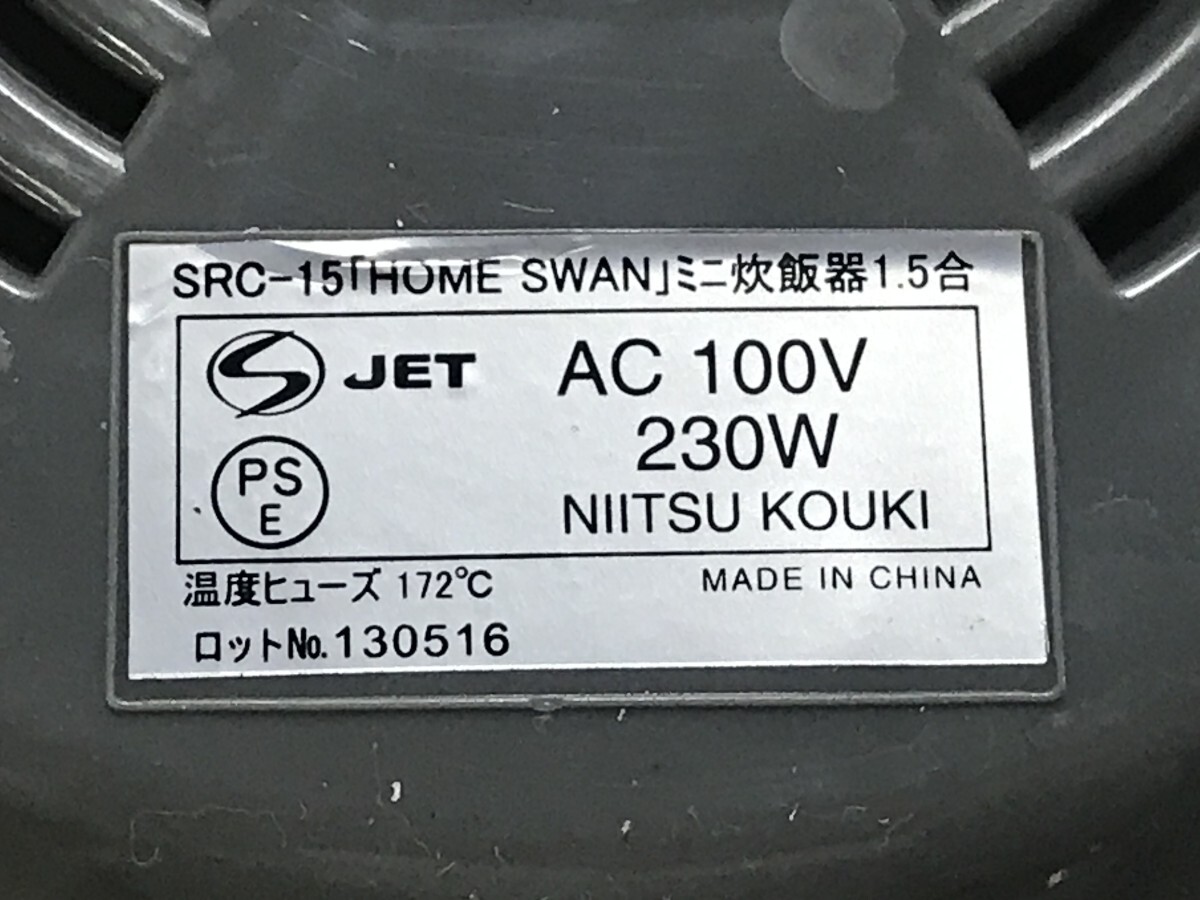 SRC-15「HOME SWAN」ミニ炊飯器1.5合
S JET AC 100V
230W
PS
E
NIITSU KOUKI
温度ヒューズ 172℃
MADE IN CHINA
ロットNo.130516